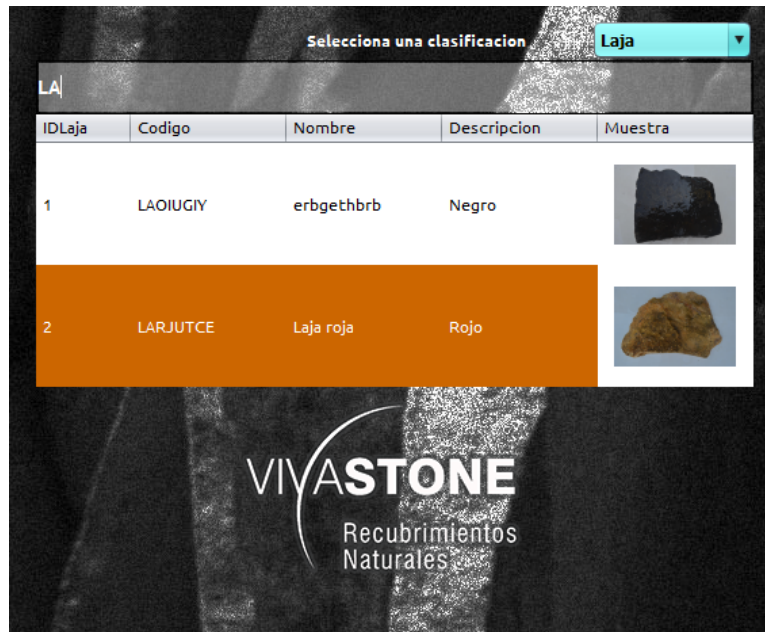 Selecciona una clasificacion Laja
LA
IDLaja Codigo Nombre Descripcion Muestra
1 LAOIUGIY erbgethbrb Negro
2 LARJUTCE Laja roja Rojo
VIVASTONE
Recubrimientos
Naturales